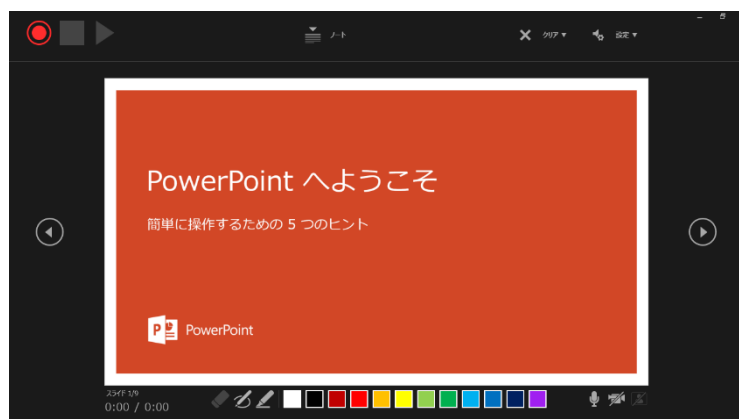 ノート
クリア
設定
PowerPoint へようこそ
簡単に操作するための 5 つのヒント
P
PowerPoint
スライド 1/9
0:00 / 0:00